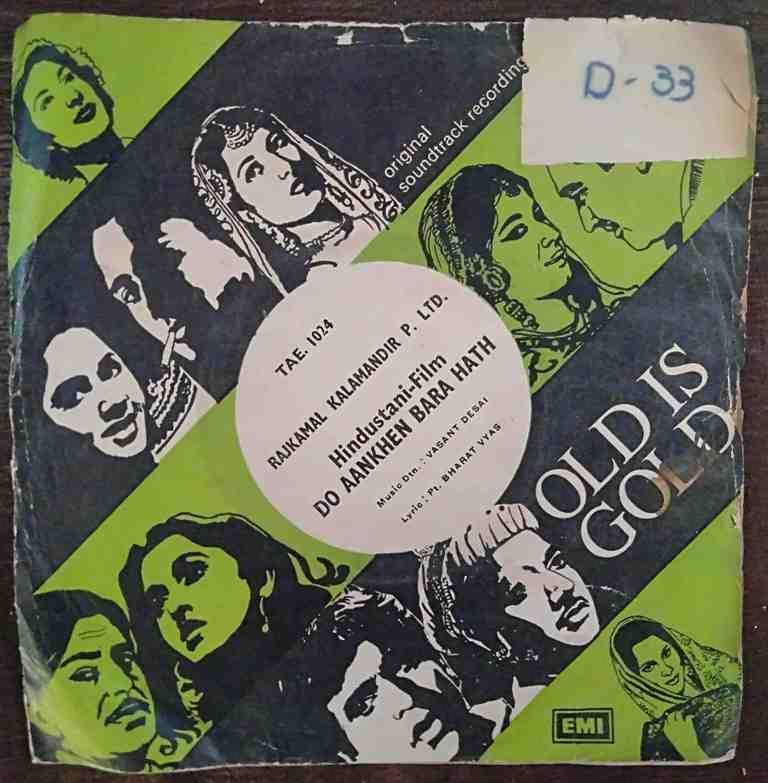 D-33
original
soundtrack recording
TAE. 1024
RAJKAMAL KALAMANDIR P. LTD.
Hindustani-Film
DO AANKHEN BARA HATH
Music Dtn.: VASANT DESAI
Lyric: Pt. BHARAT VYAS
OLD IS
GOLD
EMI